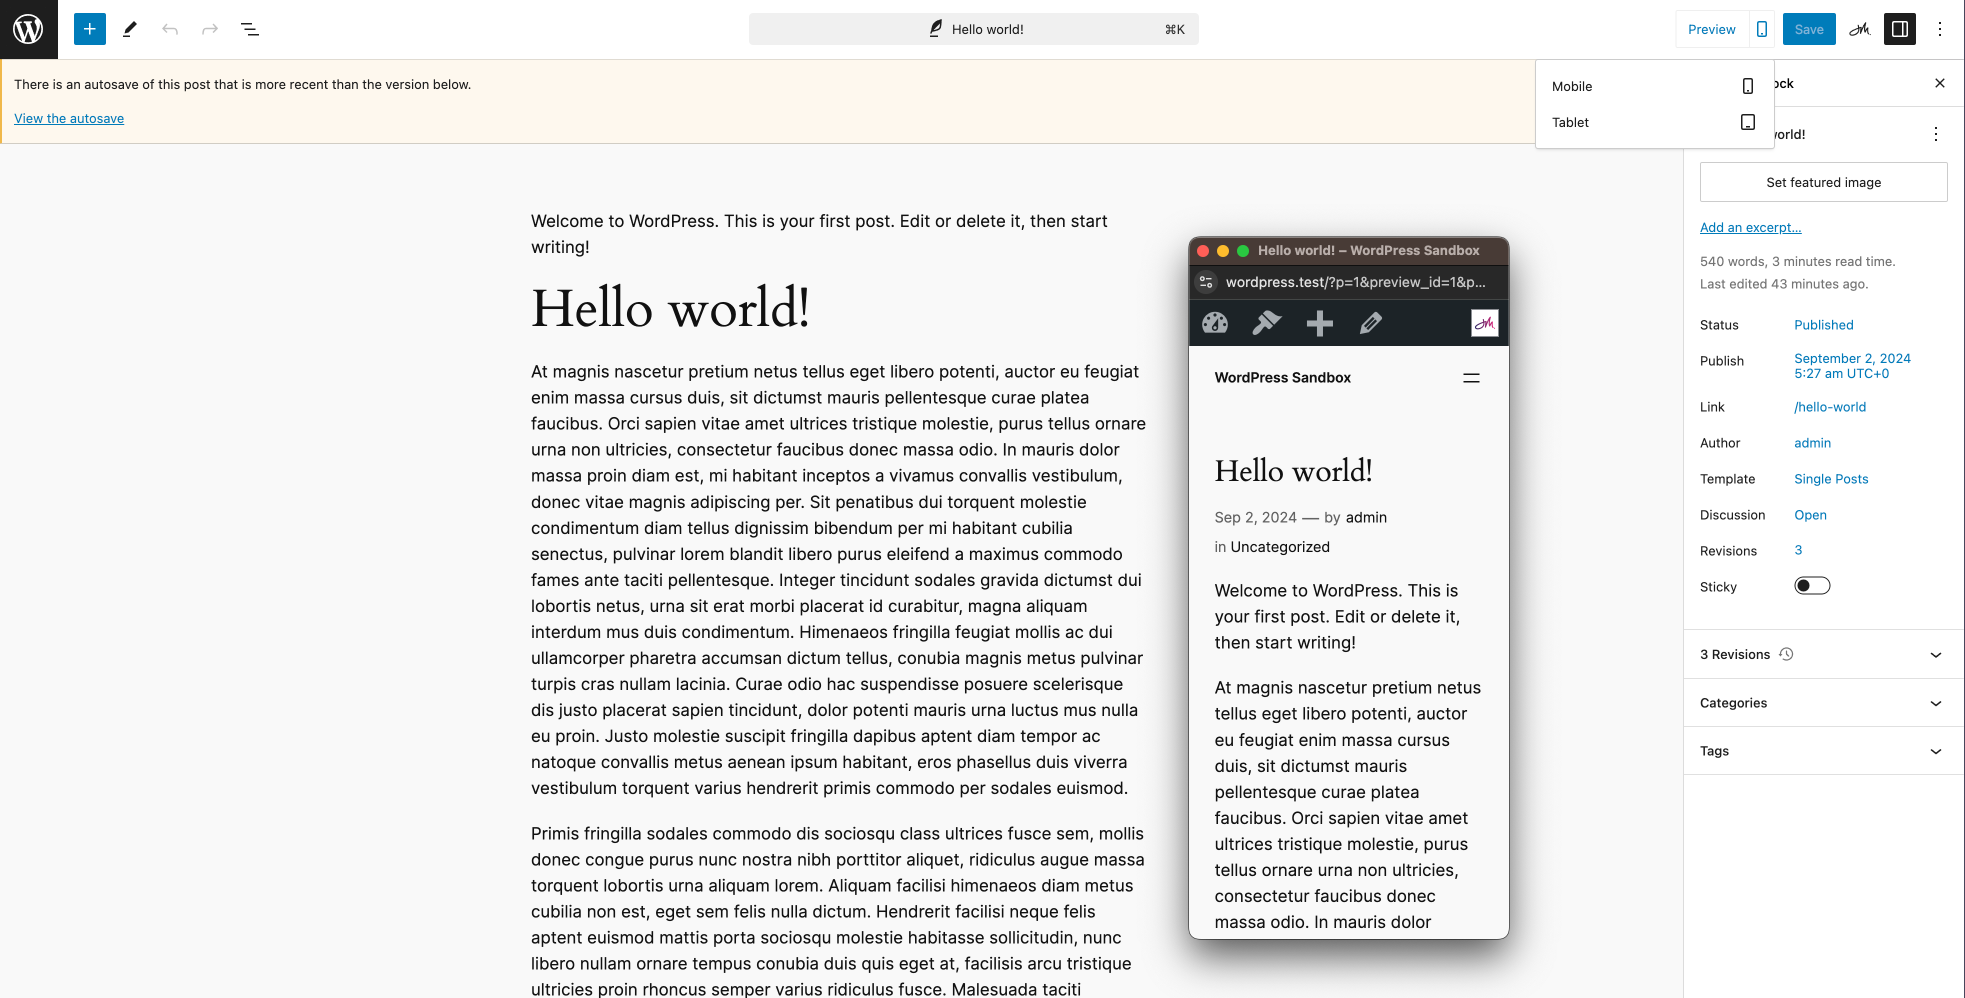 Hello world!
⌘K
Preview
Save
There is an autosave of this post that is more recent than the version below.
View the autosave
Mobile
Tablet
Welcome to WordPress. This is your first post. Edit or delete it, then start
writing!
Hello world!
At magnis nascetur pretium netus tellus eget libero potenti, auctor eu feugiat
enim massa cursus duis, sit dictumst mauris pellentesque curae platea
faucibus. Orci sapien vitae amet ultrices tristique molestie, purus tellus ornare
urna non ultricies, consectetur faucibus donec massa odio. In mauris dolor
massa proin diam est, mi habitant inceptos a vivamus convallis vestibulum,
donec vitae magnis adipiscing per. Sit penatibus dui torquent molestie
condimentum diam tellus dignissim bibendum per mi habitant cubilia
senectus, pulvinar lorem blandit libero purus eleifend a maximus commodo
fames ante taciti pellentesque. Integer tincidunt sodales gravida dictumst dui
lobortis netus, urna sit erat morbi placerat id curabitur, magna aliquam
interdum mus duis condimentum. Himenaeos fringilla feugiat mollis ac dui
ullamcorper pharetra accumsan dictum tellus, conubia magnis metus pulvinar
turpis cras nullam lacinia. Curae odio hac suspendisse posuere scelerisque
dis justo placerat sapien tincidunt, dolor potenti mauris urna luctus mus nulla
eu proin. Justo molestie suscipit fringilla dapibus aptent diam tempor ac
natoque convallis metus aenean ipsum habitant, eros phasellus duis viverra
vestibulum torquent varius hendrerit primis commodo per sodales euismod.
Primis fringilla sodales commodo dis sociosqu class ultrices fusce sem, mollis
donec congue purus nunc nostra nibh porttitor aliquet, ridiculus augue massa
torquent lobortis urna aliquam lorem. Aliquam facilisi himenaeos diam metus
cubilia non est, eget sem felis nulla dictum. Hendrerit facilisi neque felis
aptent euismod mattis porta sociosqu molestie habitasse sollicitudin, nunc
libero nullam ornare tempus conubia duis quis eget at, facilisis arcu tristique
ultricies proin rhoncus semper varius ridiculus fusce. Malesuada taciti
Hello world! – WordPress Sandbox
wordpress.test/?p=1&preview_id=1&p...
WordPress Sandbox
Hello world!
Sep 2, 2024 — by admin
in Uncategorized
Welcome to WordPress. This is
your first post. Edit or delete it,
then start writing!
At magnis nascetur pretium netus
tellus eget libero potenti, auctor
eu feugiat enim massa cursus
duis, sit dictumst mauris
pellentesque curae platea
faucibus. Orci sapien vitae amet
ultrices tristique molestie, purus
tellus ornare urna non ultricies,
consectetur faucibus donec
massa odio. In mauris dolor
ock
orld!
Set featured image
Add an excerpt…
540 words, 3 minutes read time.
Last edited 43 minutes ago.
Status Published
Publish September 2, 2024
5:27 am UTC+0
Link /hello-world
Author admin
Template Single Posts
Discussion Open
Revisions 3
Sticky
3 Revisions
Categories
Tags